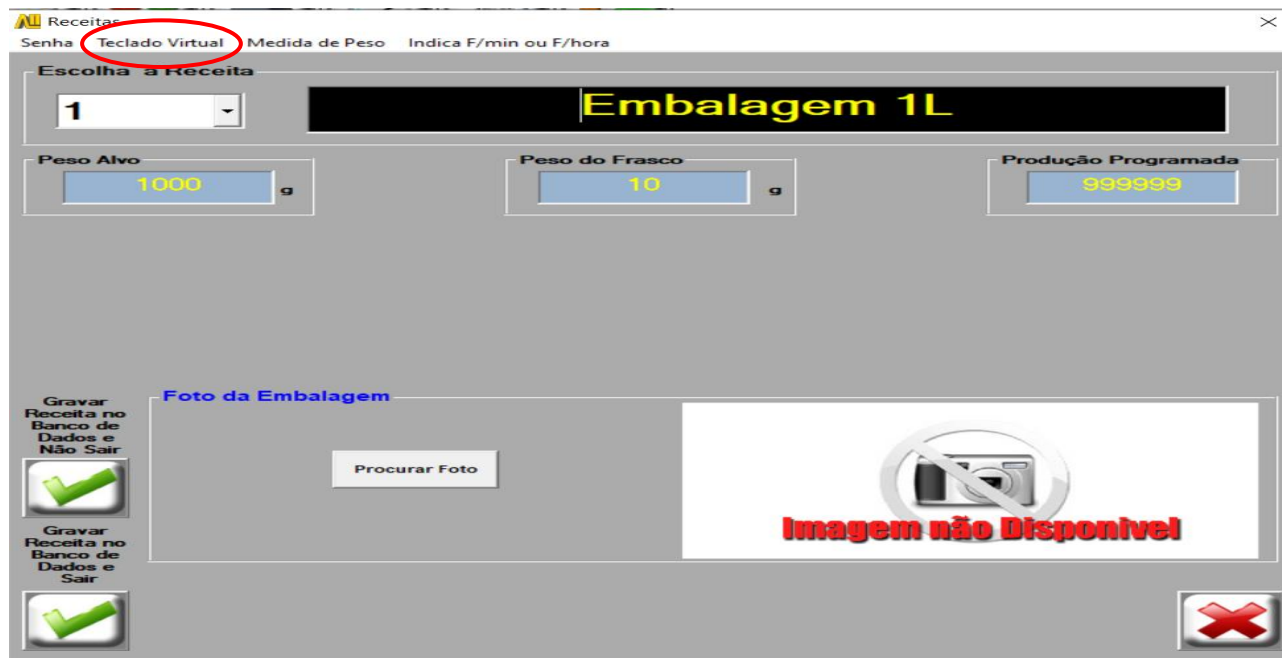 Receitas
Senha Teclado Virtual Medida de Peso Indica F/min ou F/hora
Escolha a Receita
1
Embalagem 1L
Peso Alvo
1000 g
Peso do Frasco
10 g
Produção Programada
999999
Gravar
Receita no
Banco de
Dados e
Não Sair
Foto da Embalagem
Procurar Foto
Imagem não Disponivel
Gravar
Receita no
Banco de
Dados e
Sair